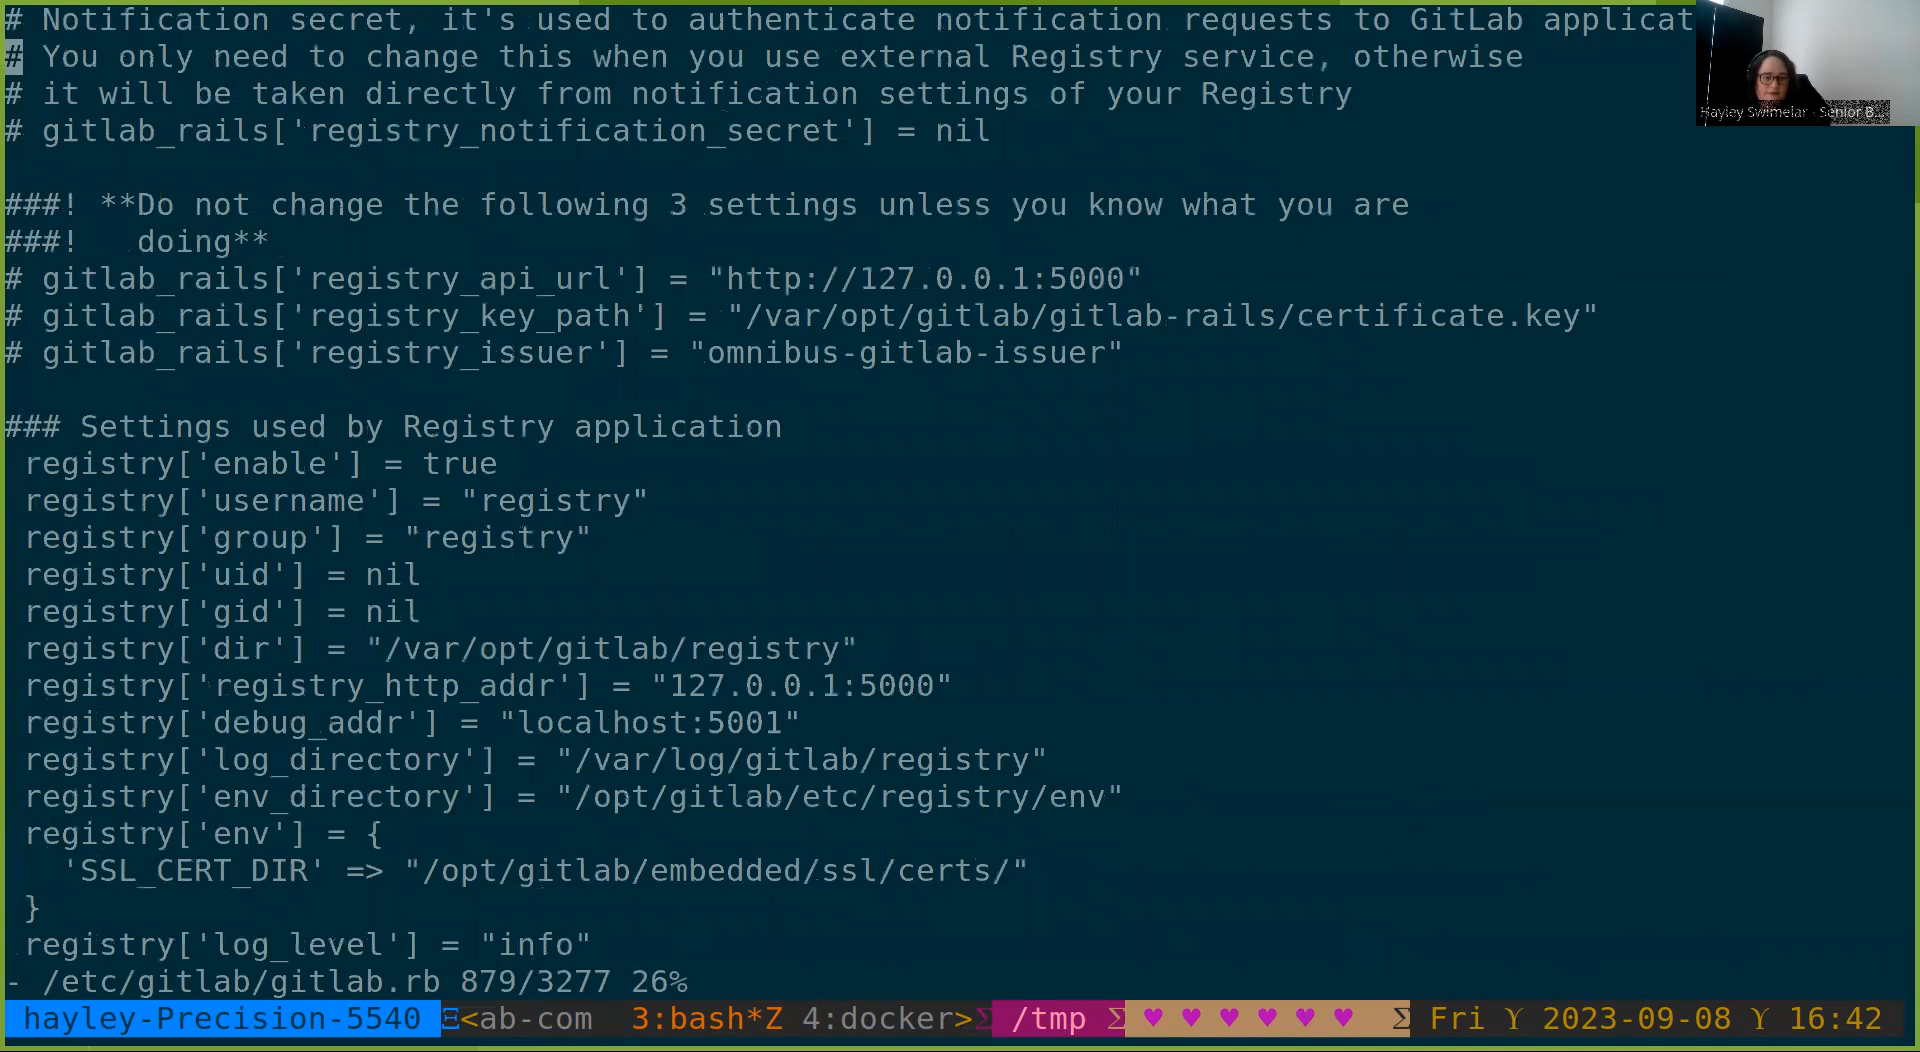 # Notification secret, it's used to authenticate notification requests to GitLab applicat
# You only need to change this when you use external Registry service, otherwise
# it will be taken directly from notification settings of your Registry
# gitlab_rails['registry_notification_secret'] = nil
###! **Do not change the following 3 settings unless you know what you are
###!   doing**
# gitlab_rails['registry_api_url'] = "http://127.0.0.1:5000"
# gitlab_rails['registry_key_path'] = "/var/opt/gitlab/gitlab-rails/certificate.key"
# gitlab_rails['registry_issuer'] = "omnibus-gitlab-issuer"
### Settings used by Registry application
registry['enable'] = true
registry['username'] = "registry"
registry['group'] = "registry"
registry['uid'] = nil
registry['gid'] = nil
registry['dir'] = "/var/opt/gitlab/registry"
registry['registry_http_addr'] = "127.0.0.1:5000"
registry['debug_addr'] = "localhost:5001"
registry['log_directory'] = "/var/log/gitlab/registry"
registry['env_directory'] = "/opt/gitlab/etc/registry/env"
registry['env'] = {
'SSL_CERT_DIR' => "/opt/gitlab/embedded/ssl/certs/"
}
registry['log_level'] = "info"
- /etc/gitlab/gitlab.rb 879/3277 26%
hayley-Precision-5540 Ξ<ab-com 3:bash*Z 4:docker>Σ /tmp Σ ♥ ♥ ♥ ♥ ♥ ♥ Σ Fri ϒ 2023-09-08 ϒ 16:42
Hayley Swimelar - Senior B...